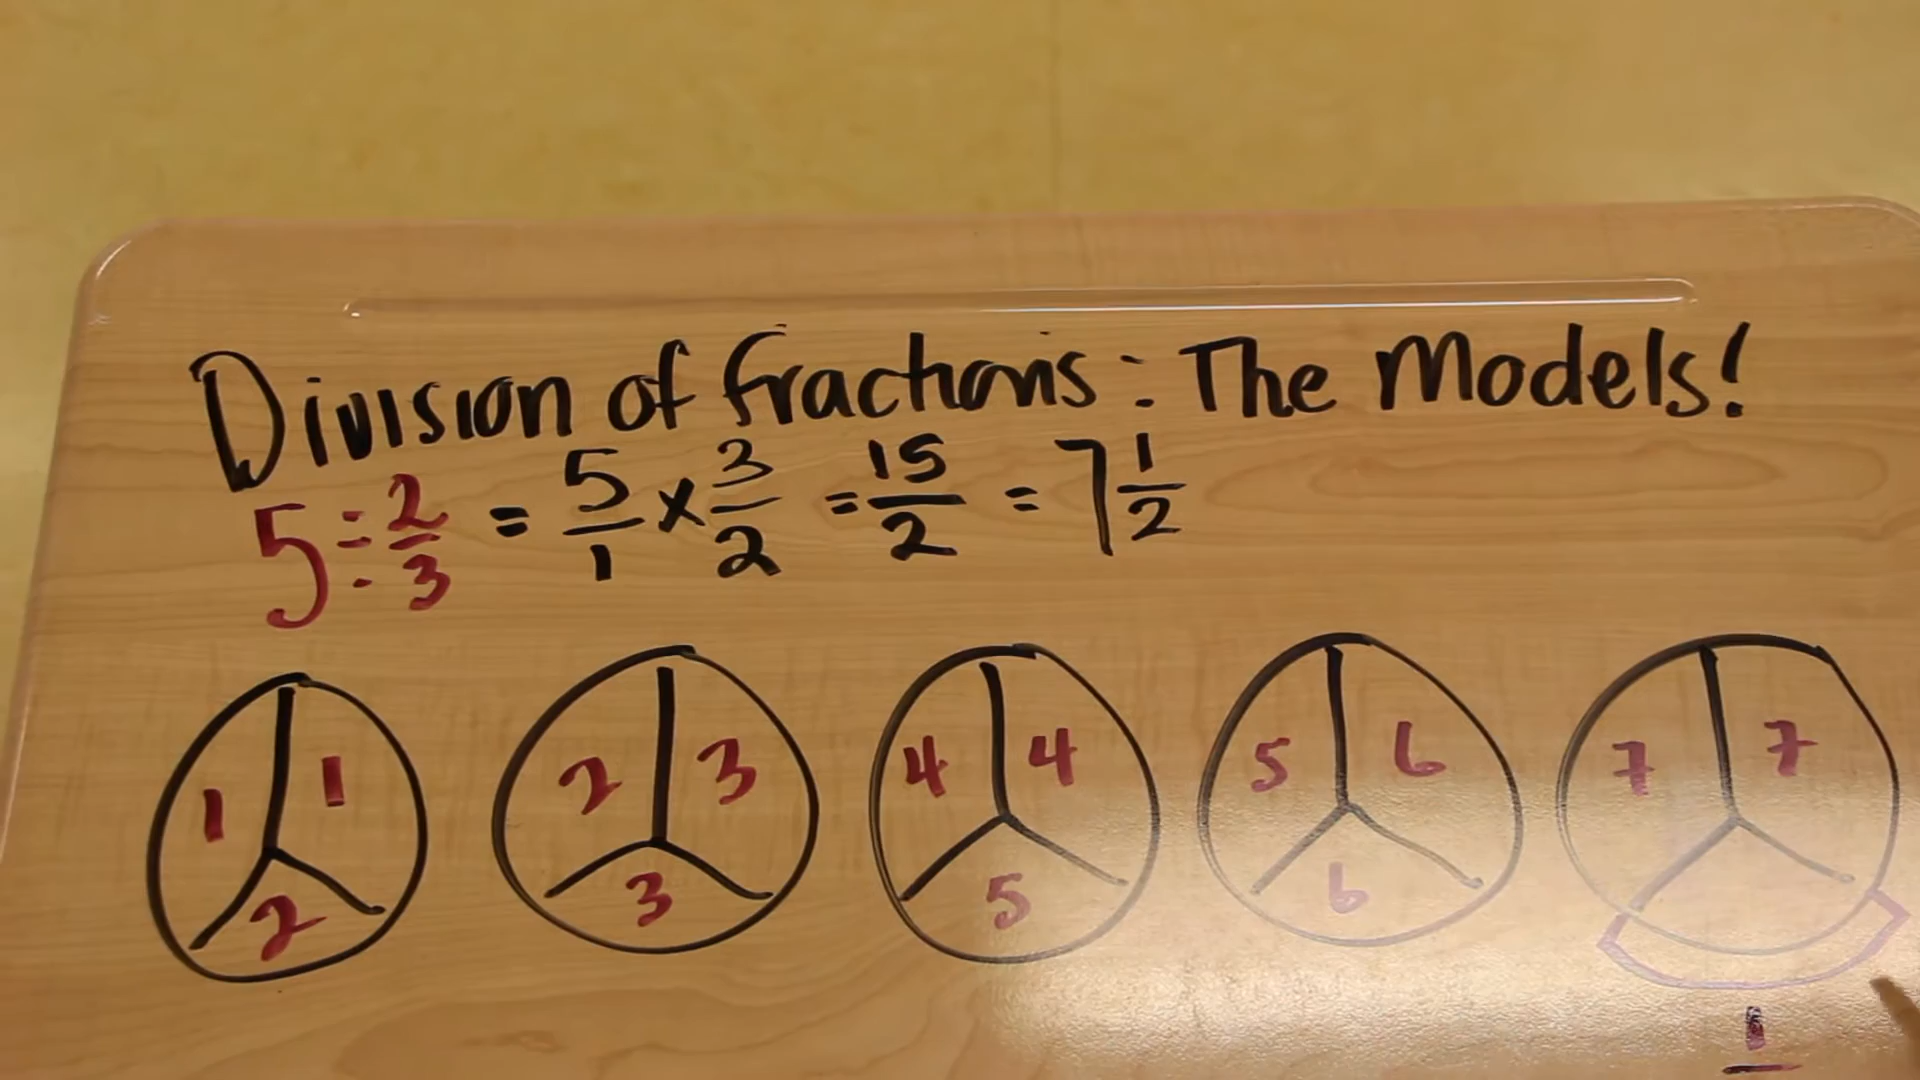 Division of fractions: The Models!
5 ÷ 2/3 = 5/1 × 3/2 = 15/2 = 7 1/2
1 1 2 3 4 4 5 6 7 7
2 3 5 6
1